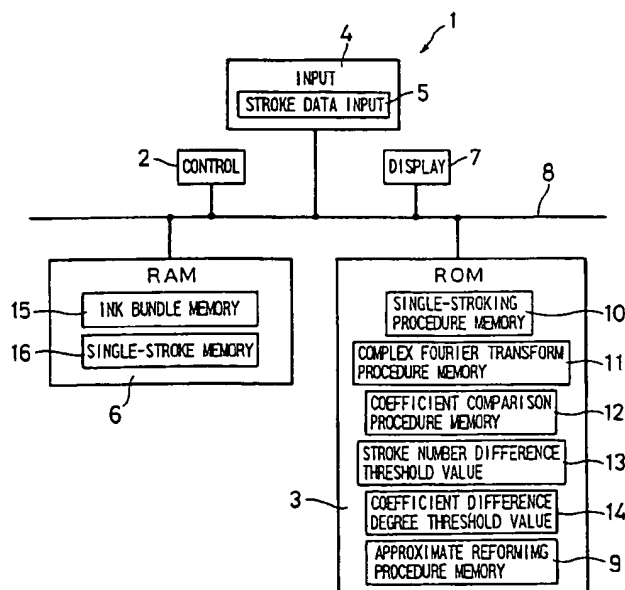 1
4
INPUT
5
STROKE DATA INPUT
2
CONTROL
DISPLAY
7
8
RAM
15
INK BUNDLE MEMORY
16
SINGLE-STROKE MEMORY
6
ROM
SINGLE-STROKING
PROCEDURE MEMORY
10
COMPLEX FOURIER TRANSFORM
PROCEDURE MEMORY
11
COEFFICIENT COMPARISON
PROCEDURE MEMORY
12
STROKE NUMBER DIFFERENCE
THRESHOLD VALUE
13
3
COEFFICIENT DIFFERENCE
DEGREE THRESHOLD VALUE
14
APPROXIMATE REFORMIMG
PROCEDURE MEMORY
9